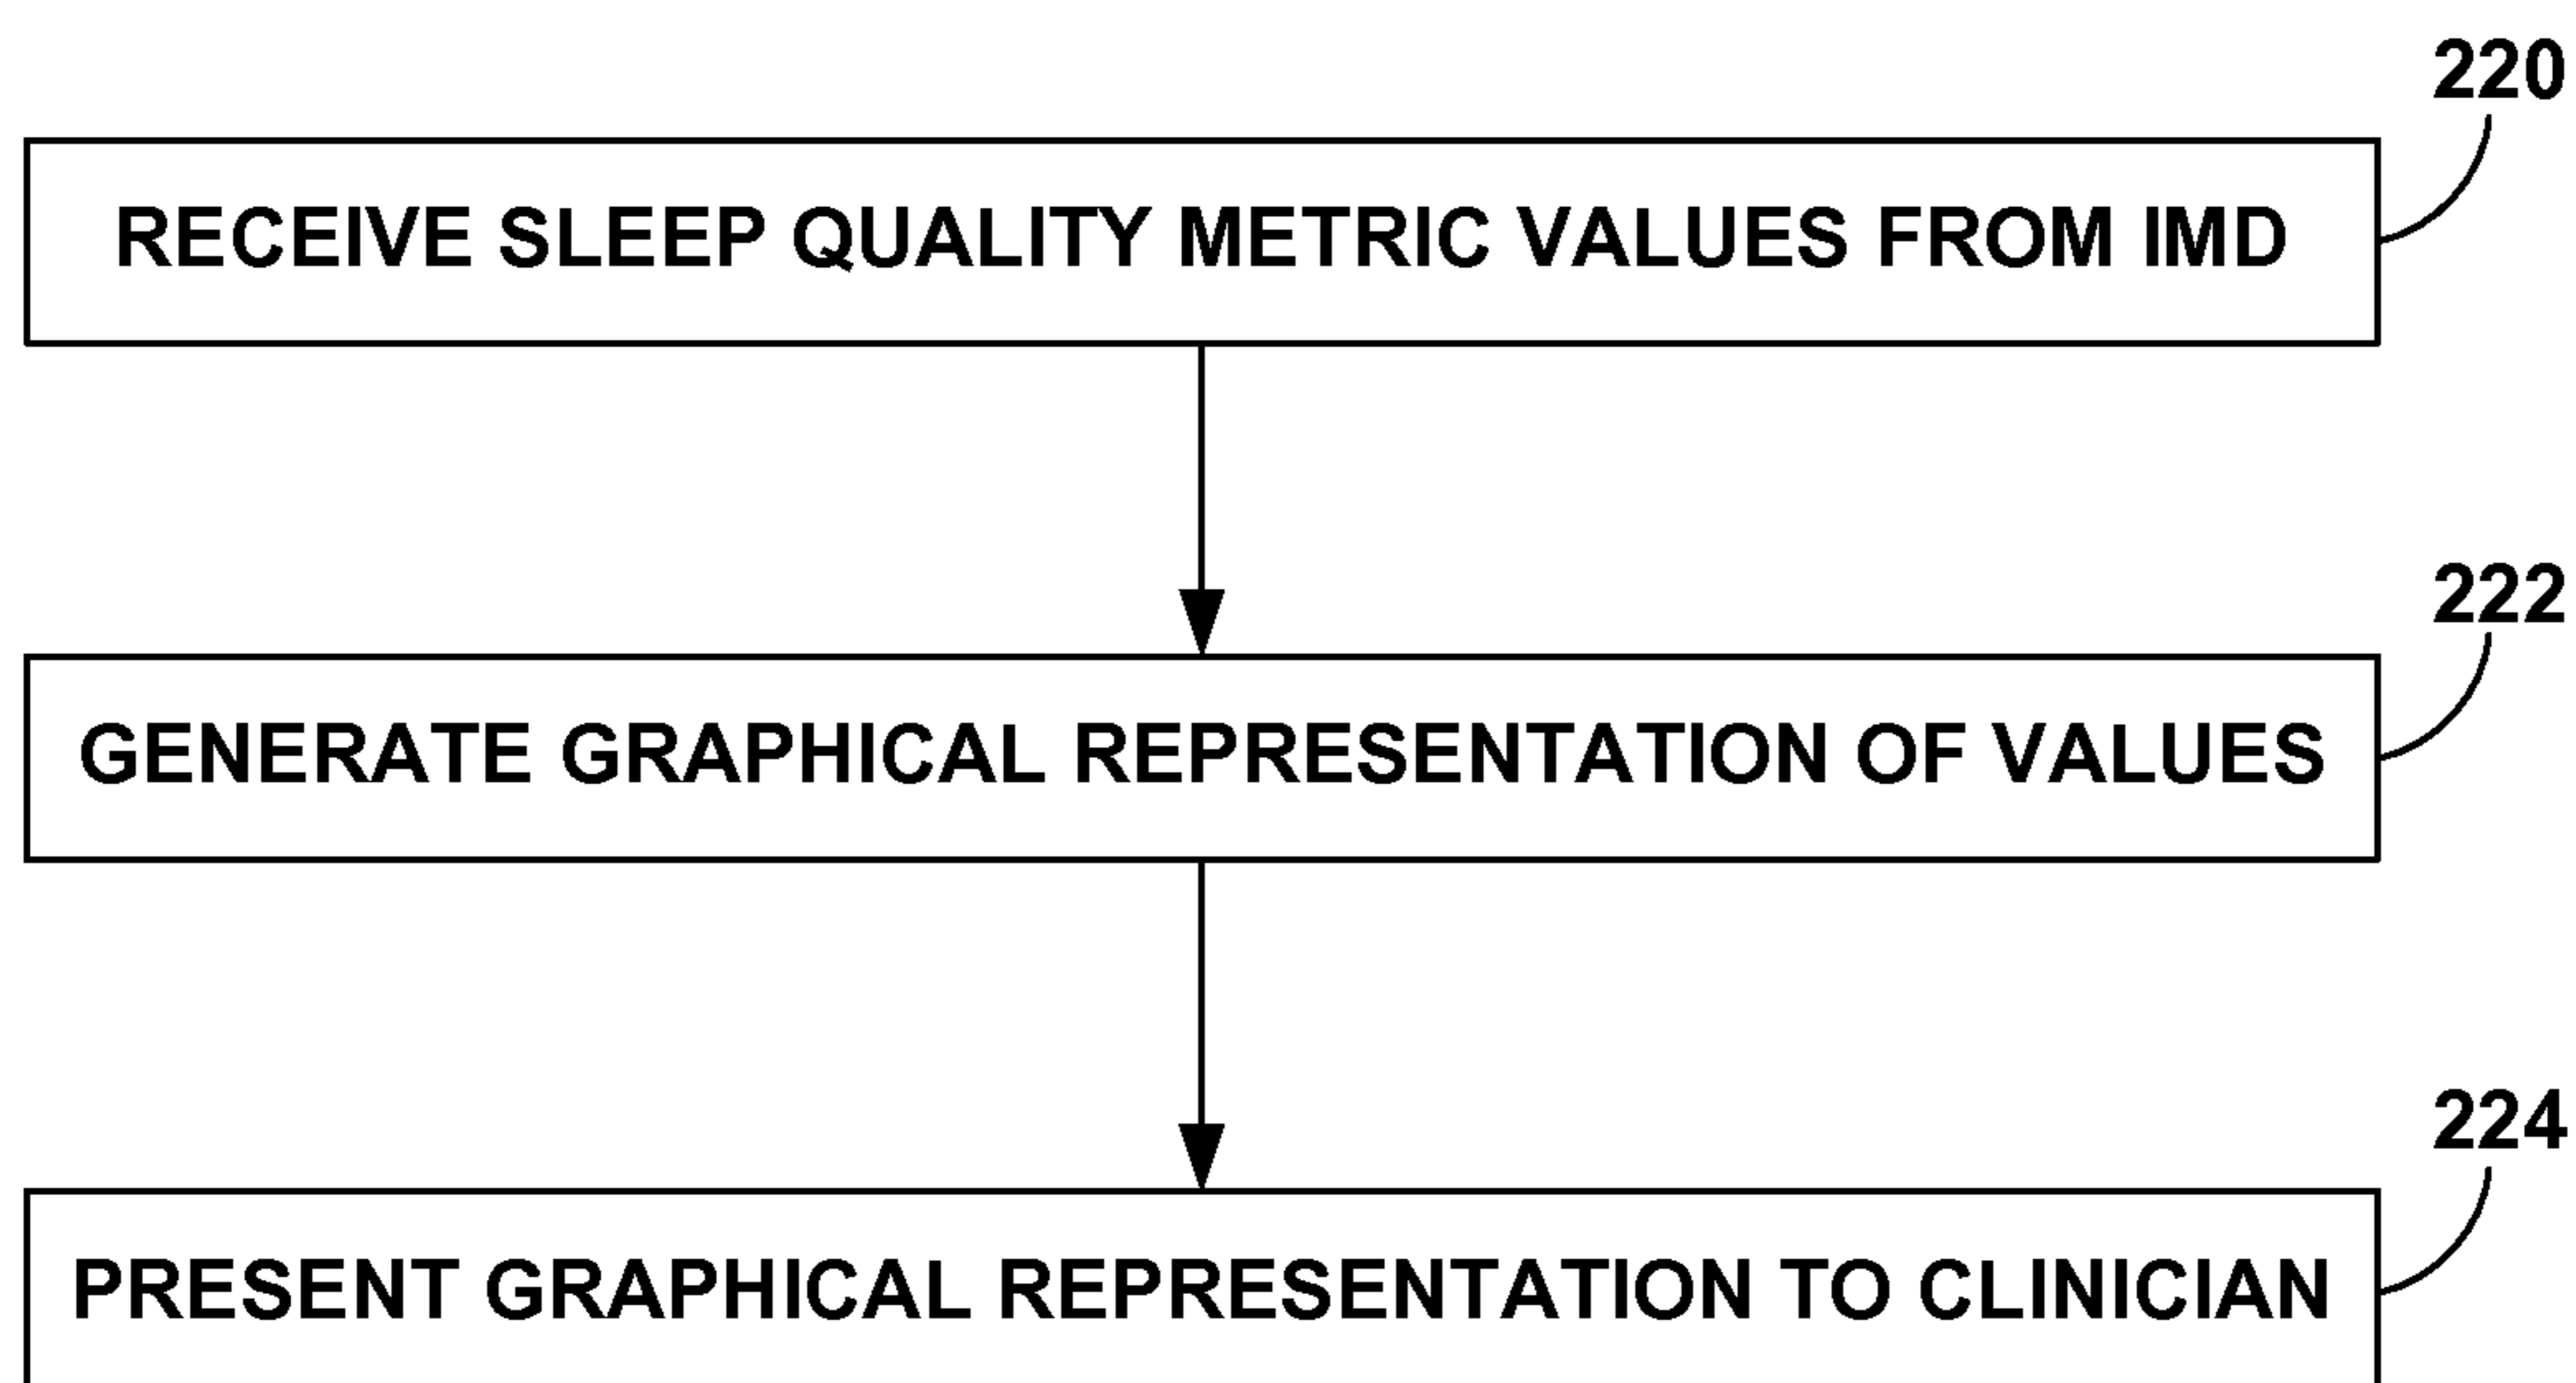 220
RECEIVE SLEEP QUALITY METRIC VALUES FROM IMD
222
GENERATE GRAPHICAL REPRESENTATION OF VALUES
224
PRESENT GRAPHICAL REPRESENTATION TO CLINICIAN